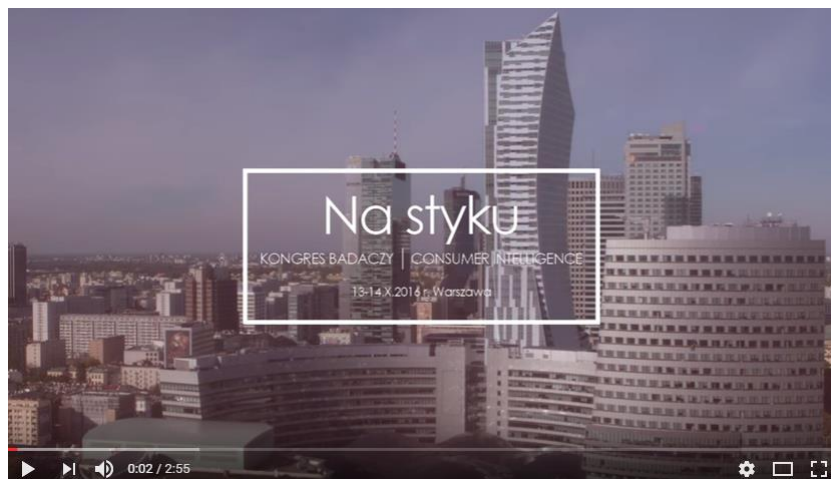 Na styku
KONGRES BADACZY | CONSUMER INTELLIGENCE
13-14.X.2016 r. Warszawa
0:02 / 2:55